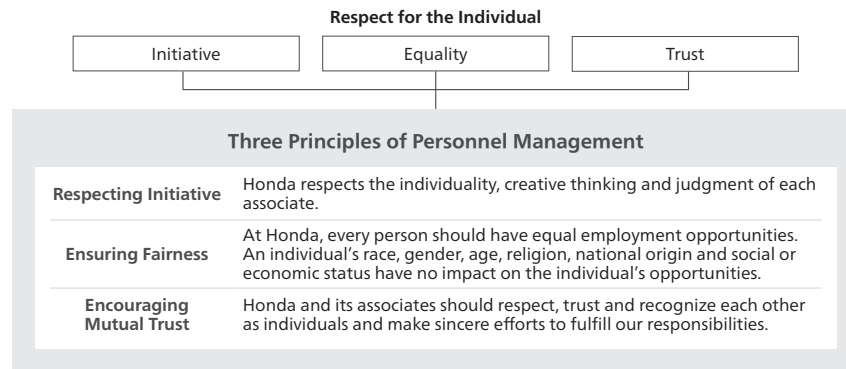 Respect for the Individual
Initiative
Equality
Trust
Three Principles of Personnel Management
Respecting Initiative
Honda respects the individuality, creative thinking and judgment of each
associate.
Ensuring Fairness
At Honda, every person should have equal employment opportunities.
An individual’s race, gender, age, religion, national origin and social or
economic status have no impact on the individual’s opportunities.
Encouraging
Mutual Trust
Honda and its associates should respect, trust and recognize each other
as individuals and make sincere efforts to fulfill our responsibilities.